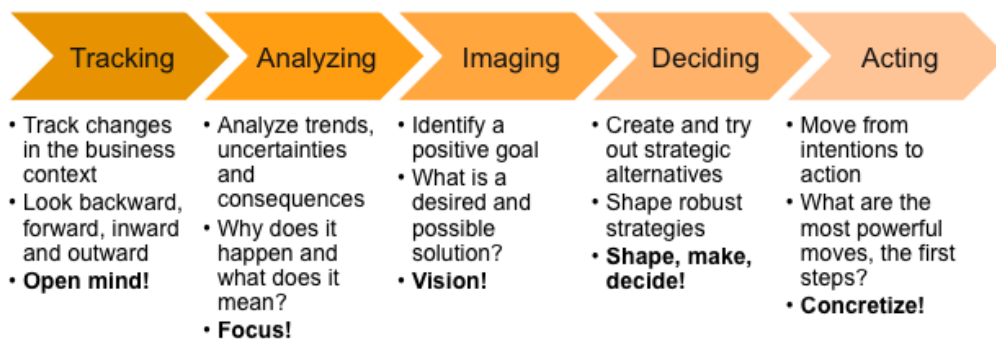 Tracking
Analyzing
Imaging
Deciding
Acting
• Track changes
in the business
context
• Look backward,
forward, inward
and outward
• Open mind!
• Analyze trends,
uncertainties
and
consequences
• Why does it
happen and
what does it
mean?
• Focus!
• Identify a
positive goal
• What is a
desired and
possible
solution?
• Vision!
• Create and try
out strategic
alternatives
• Shape robust
strategies
• Shape, make,
decide!
• Move from
intentions to
action
• What are the
most powerful
moves, the first
steps?
• Concretize!